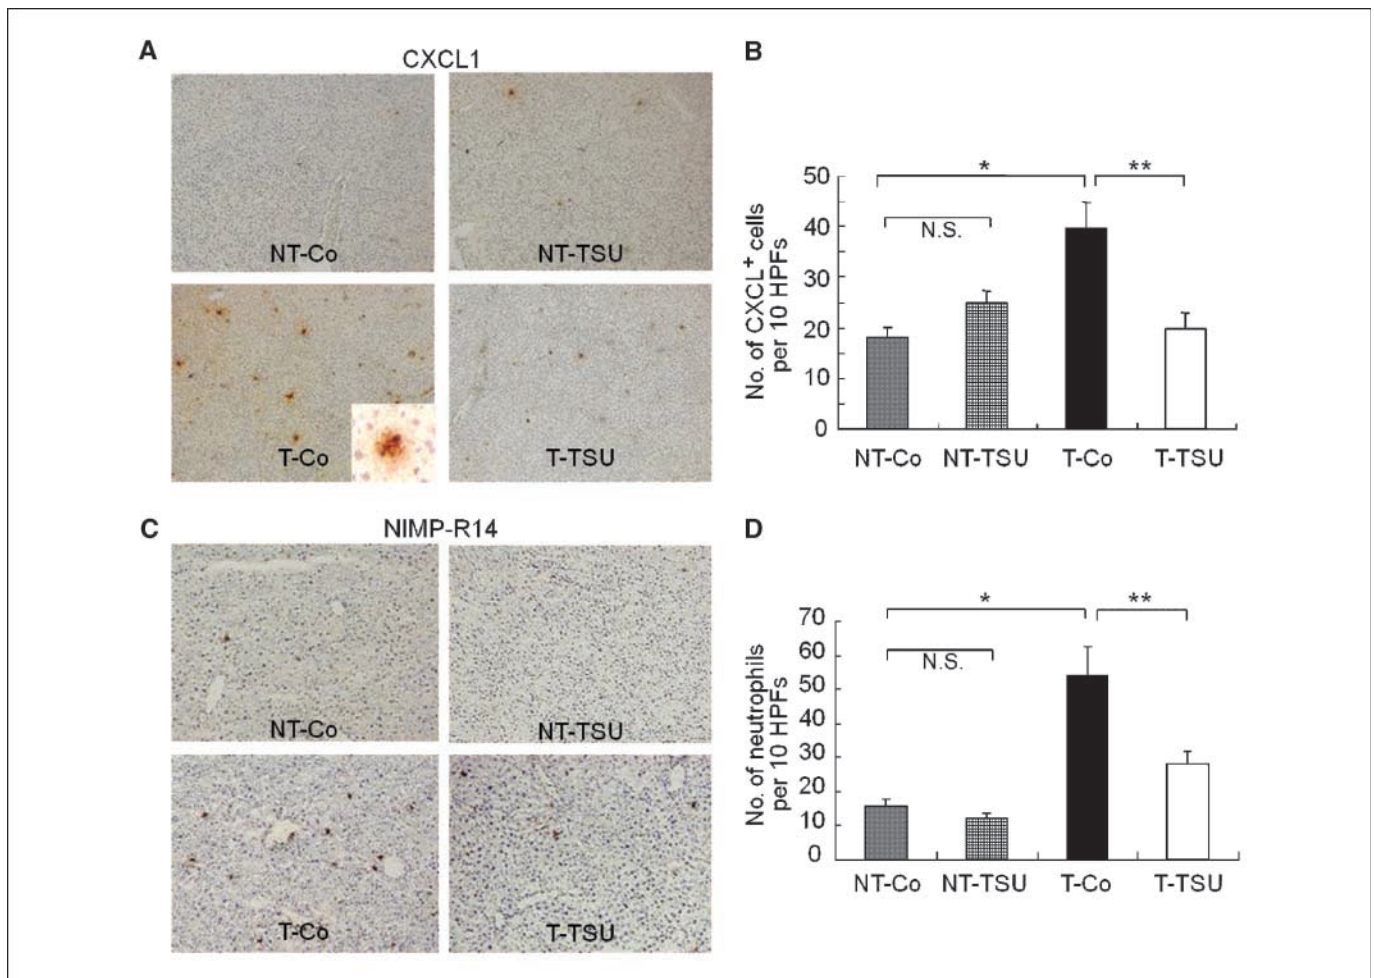 A
CXCL1
NT-Co
NT-TSU
T-Co
T-TSU
B
No. of CXCL⁺ cells
per 10 HPFs
50
40
30
20
10
0
*
**
N.S.
NT-Co NT-TSU T-Co T-TSU
C
NIMP-R14
NT-Co
NT-TSU
T-Co
T-TSU
D
No. of neutrophils
per 10 HPFs
70
60
50
40
30
20
10
0
*
**
N.S.
NT-Co NT-TSU T-Co T-TSU